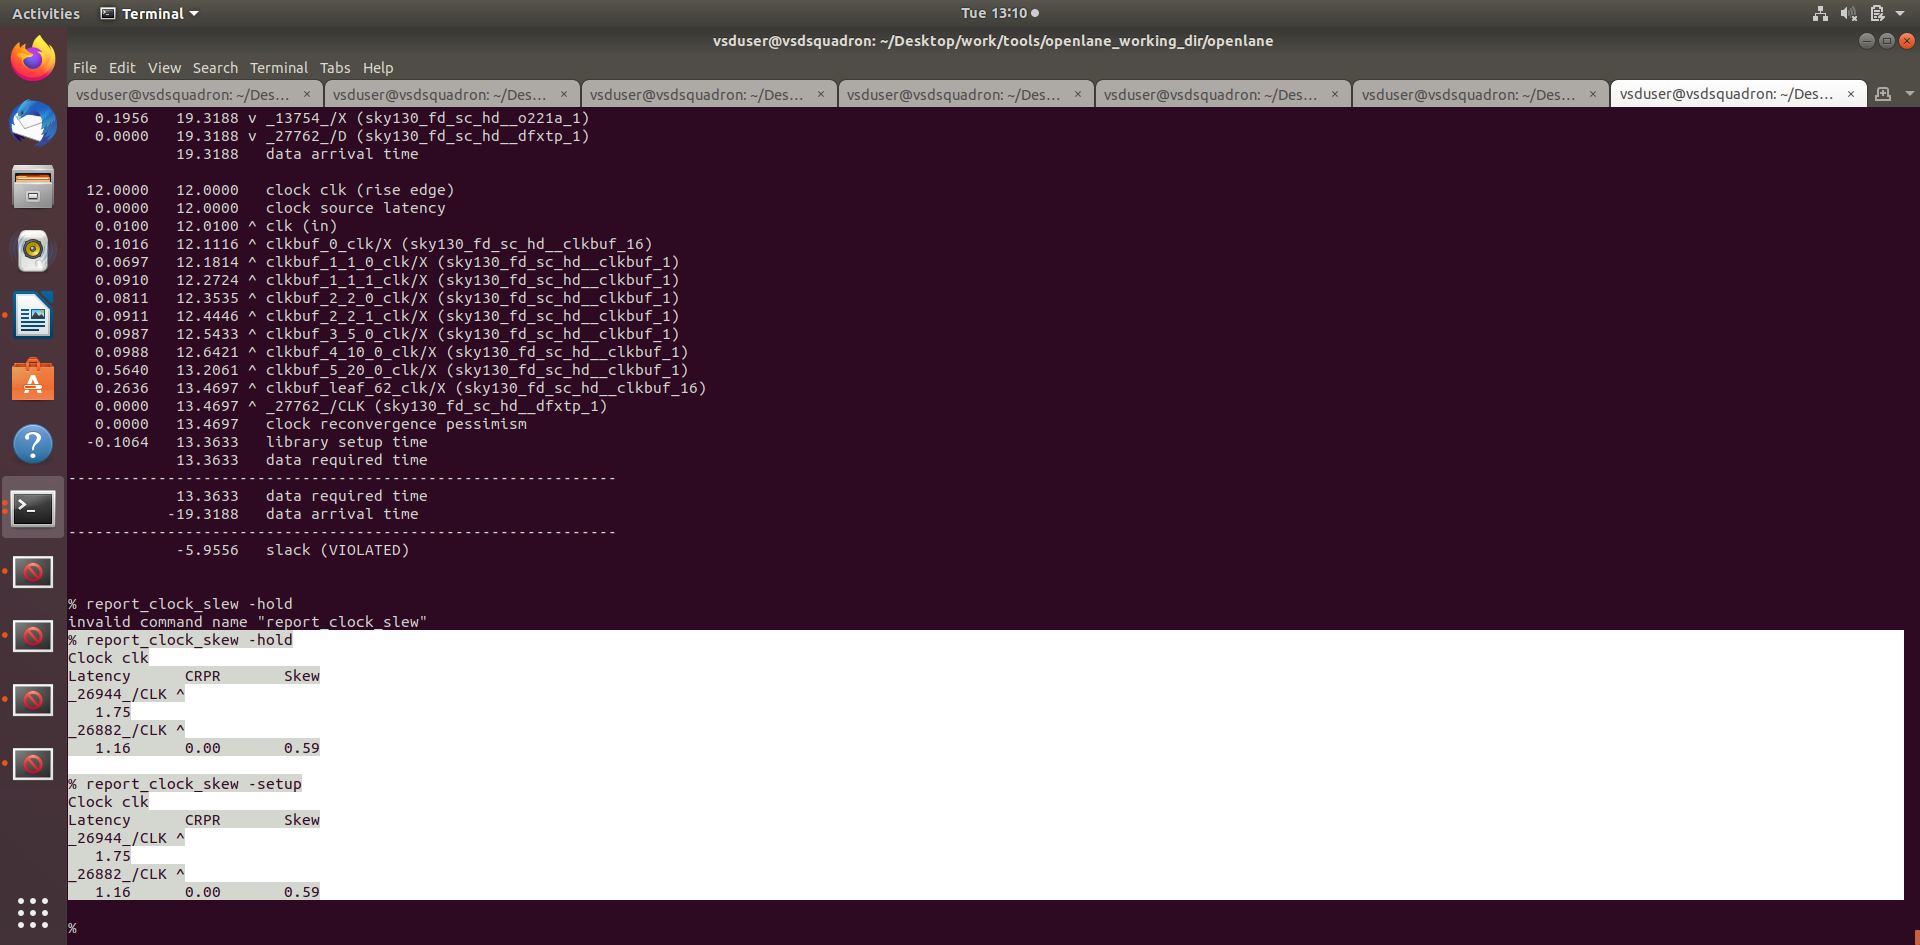 Activities Terminal Tue 13:10
vsduser@vsdsquadron: ~/Desktop/work/tools/openlane_working_dir/openlane
File Edit View Search Terminal Tabs Help
vsduser@vsdsquadron: ~/Des... × vsduser@vsdsquadron: ~/Des... × vsduser@vsdsquadron: ~/Des... × vsduser@vsdsquadron: ~/Des... × vsduser@vsdsquadron: ~/Des... × vsduser@vsdsquadron: ~/Des... × vsduser@vsdsquadron: ~/Des... ×
0.1956 19.3188 v _13754_/X (sky130_fd_sc_hd__o221a_1)
0.0000 19.3188 v _27762_/D (sky130_fd_sc_hd__dfxtp_1)
19.3188 data arrival time
12.0000 12.0000 clock clk (rise edge)
0.0000 12.0000 clock source latency
0.0100 12.0100 ^ clk (in)
0.1016 12.1116 ^ clkbuf_0_clk/X (sky130_fd_sc_hd__clkbuf_16)
0.0697 12.1814 ^ clkbuf_1_1_0_clk/X (sky130_fd_sc_hd__clkbuf_1)
0.0910 12.2724 ^ clkbuf_1_1_1_clk/X (sky130_fd_sc_hd__clkbuf_1)
0.0811 12.3535 ^ clkbuf_2_2_0_clk/X (sky130_fd_sc_hd__clkbuf_1)
0.0911 12.4446 ^ clkbuf_2_2_1_clk/X (sky130_fd_sc_hd__clkbuf_1)
0.0987 12.5433 ^ clkbuf_3_5_0_clk/X (sky130_fd_sc_hd__clkbuf_1)
0.0988 12.6421 ^ clkbuf_4_10_0_clk/X (sky130_fd_sc_hd__clkbuf_1)
0.5640 13.2061 ^ clkbuf_5_20_0_clk/X (sky130_fd_sc_hd__clkbuf_1)
0.2636 13.4697 ^ clkbuf_leaf_62_clk/X (sky130_fd_sc_hd__clkbuf_16)
0.0000 13.4697 ^ _27762_/CLK (sky130_fd_sc_hd__dfxtp_1)
0.0000 13.4697 clock reconvergence pessimism
-0.1064 13.3633 library setup time
13.3633 data required time
-------------------------------------------------------------
13.3633 data required time
-19.3188 data arrival time
-------------------------------------------------------------
-5.9556 slack (VIOLATED)
% report_clock_slew -hold
invalid command name "report_clock_slew"
% report_clock_skew -hold
Clock clk
Latency CRPR Skew
_26944_/CLK ^
1.75
_26882_/CLK ^
1.16 0.00 0.59
% report_clock_skew -setup
Clock clk
Latency CRPR Skew
_26944_/CLK ^
1.75
_26882_/CLK ^
1.16 0.00 0.59
%